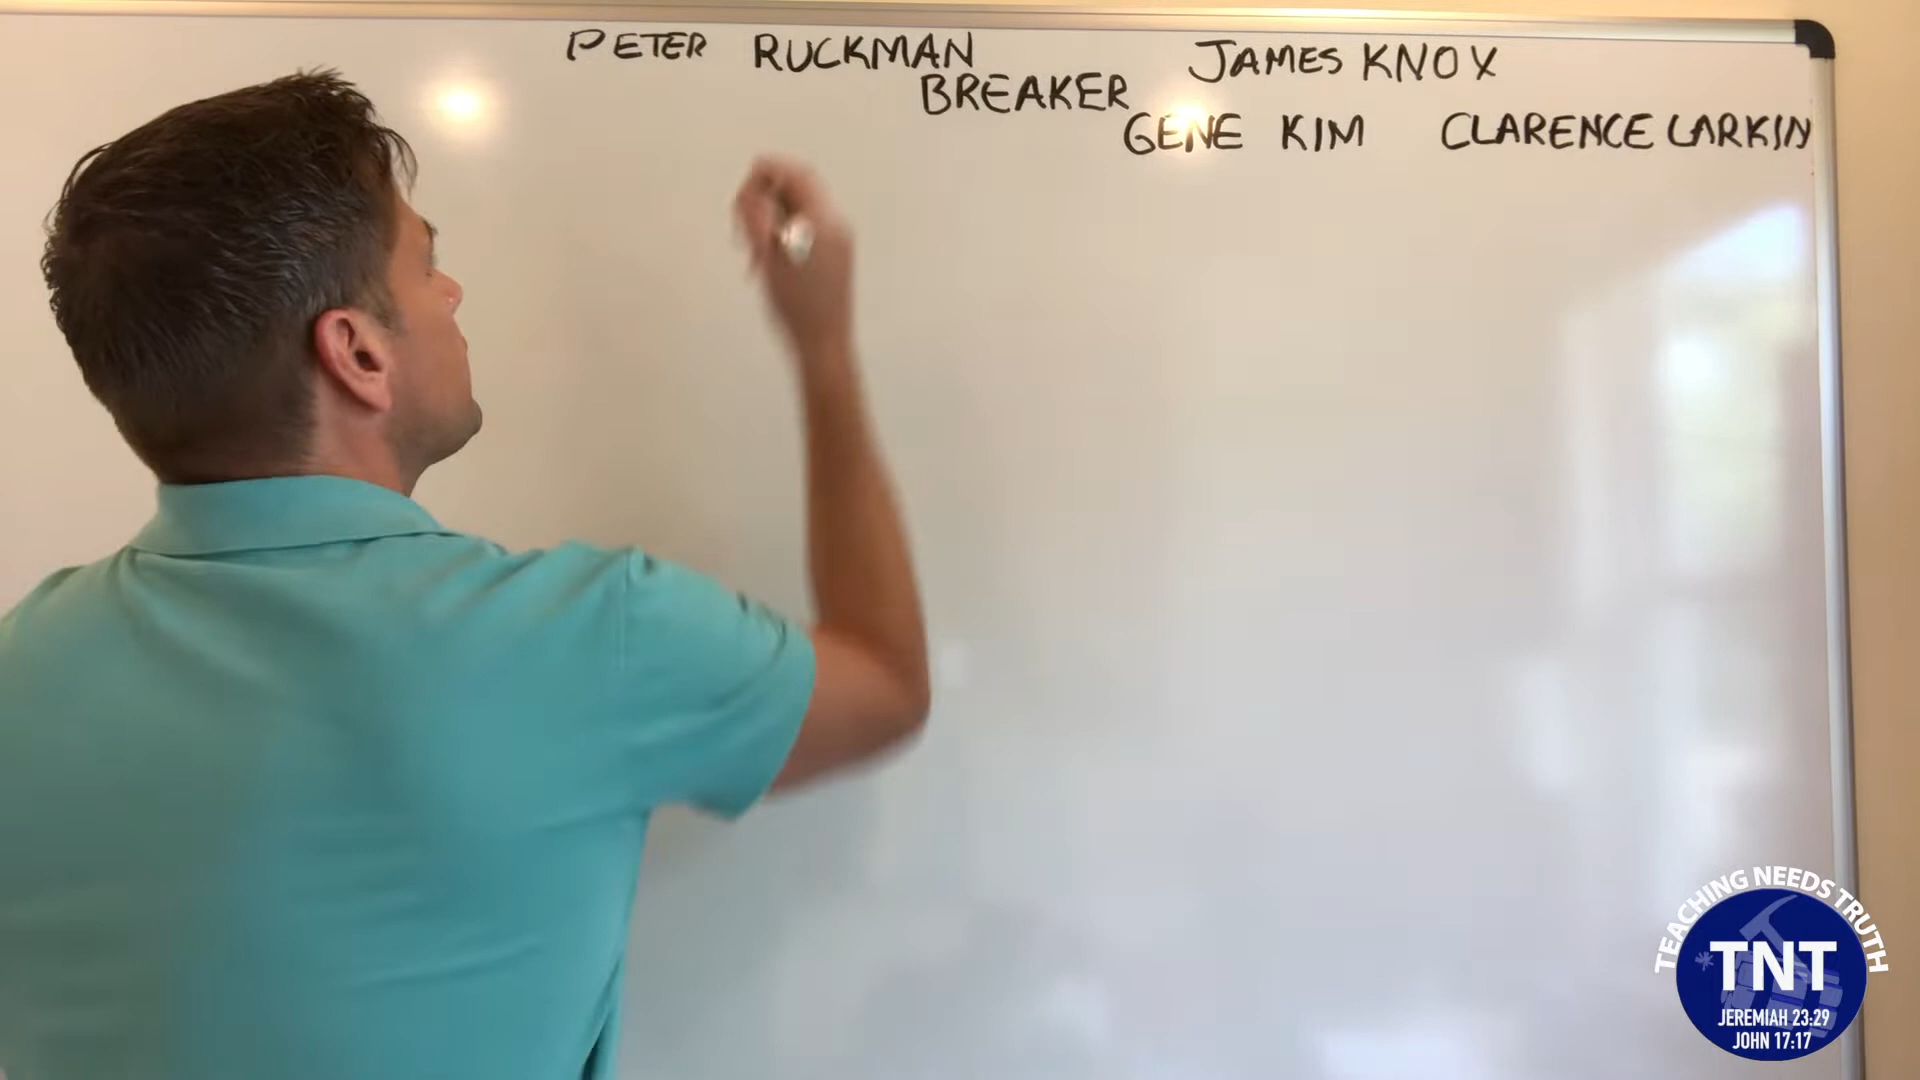 PETER RUCKMAN
JAMES KNOX
BREAKER
GENE KIM
CLARENCE LARKIN
TEACHING NEEDS TRUTH
*TNT
JEREMIAH 23:29
JOHN 17:17